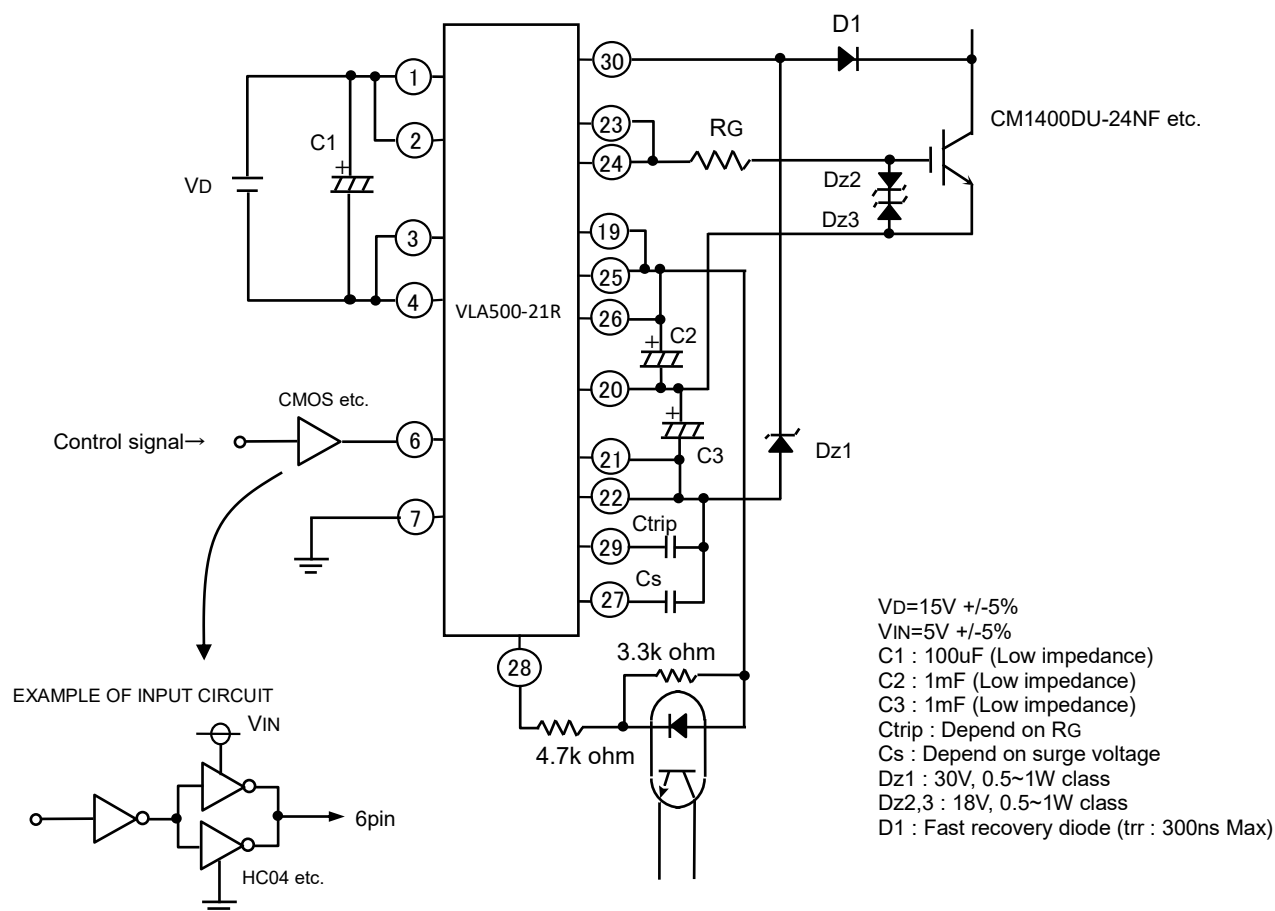 D1
30
1
23
CM1400DU-24NF etc.
RG
C1
+
2
24
VD
Dz2
Dz3
19
3
25
4
VLA500-21R
26
+
C2
20
CMOS etc.
+
Control signal→
6
C3
Dz1
21
22
7
Ctrip
29
Cs
27
VD=15V +/-5%
VIN=5V +/-5%
C1 : 100uF (Low impedance)
C2 : 1mF (Low impedance)
C3 : 1mF (Low impedance)
Ctrip : Depend on RG
Cs : Depend on surge voltage
Dz1 : 30V, 0.5~1W class
Dz2,3 : 18V, 0.5~1W class
D1 : Fast recovery diode (trr : 300ns Max)
28
3.3k ohm
4.7k ohm
EXAMPLE OF INPUT CIRCUIT
VIN
6pin
HC04 etc.